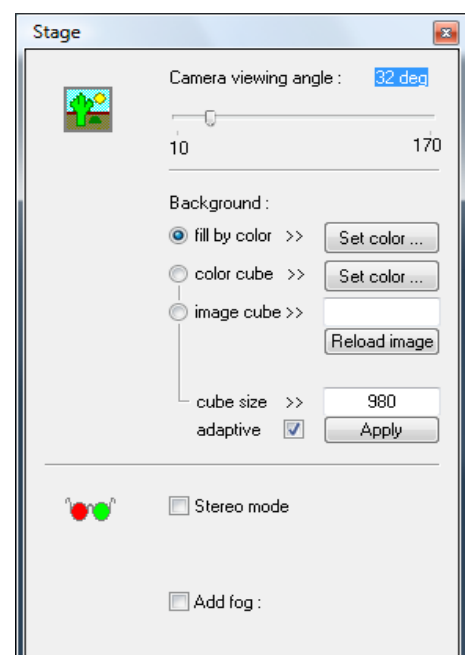 Stage
Camera viewing angle : 32 deg
10 170
Background :
fill by color >> Set color ...
color cube >> Set color ...
image cube >>
Reload image
cube size >> 980
adaptive Apply
Stereo mode
Add fog :